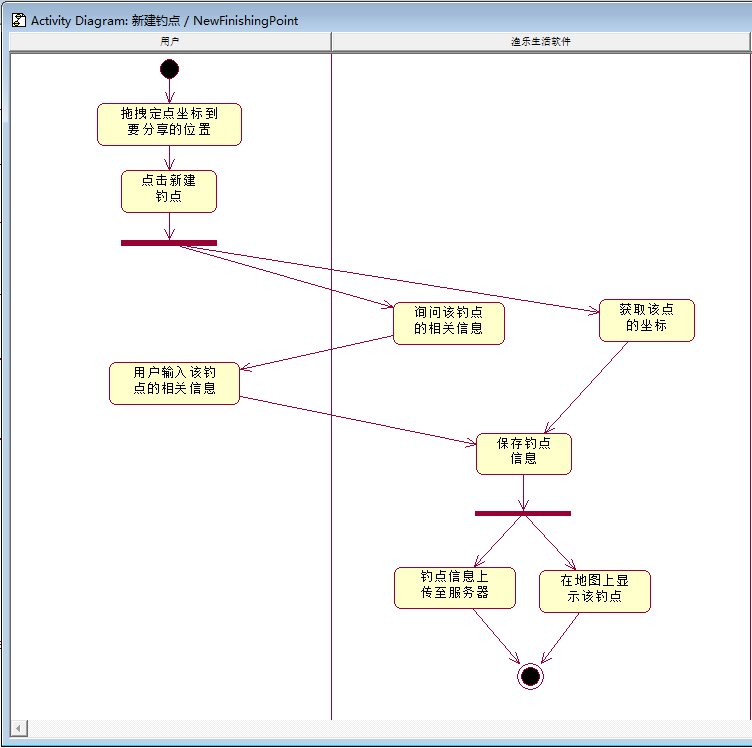 Activity Diagram: 新建钓点 / NewFinishingPoint
用户
渔乐生活软件
拖拽定点坐标到
要分享的位置
点击新建
钓点
询问该钓点
的相关信息
获取该点
的坐标
用户输入该钓
点的相关信息
保存钓点
信息
钓点信息上
传至服务器
在地图上显
示该钓点